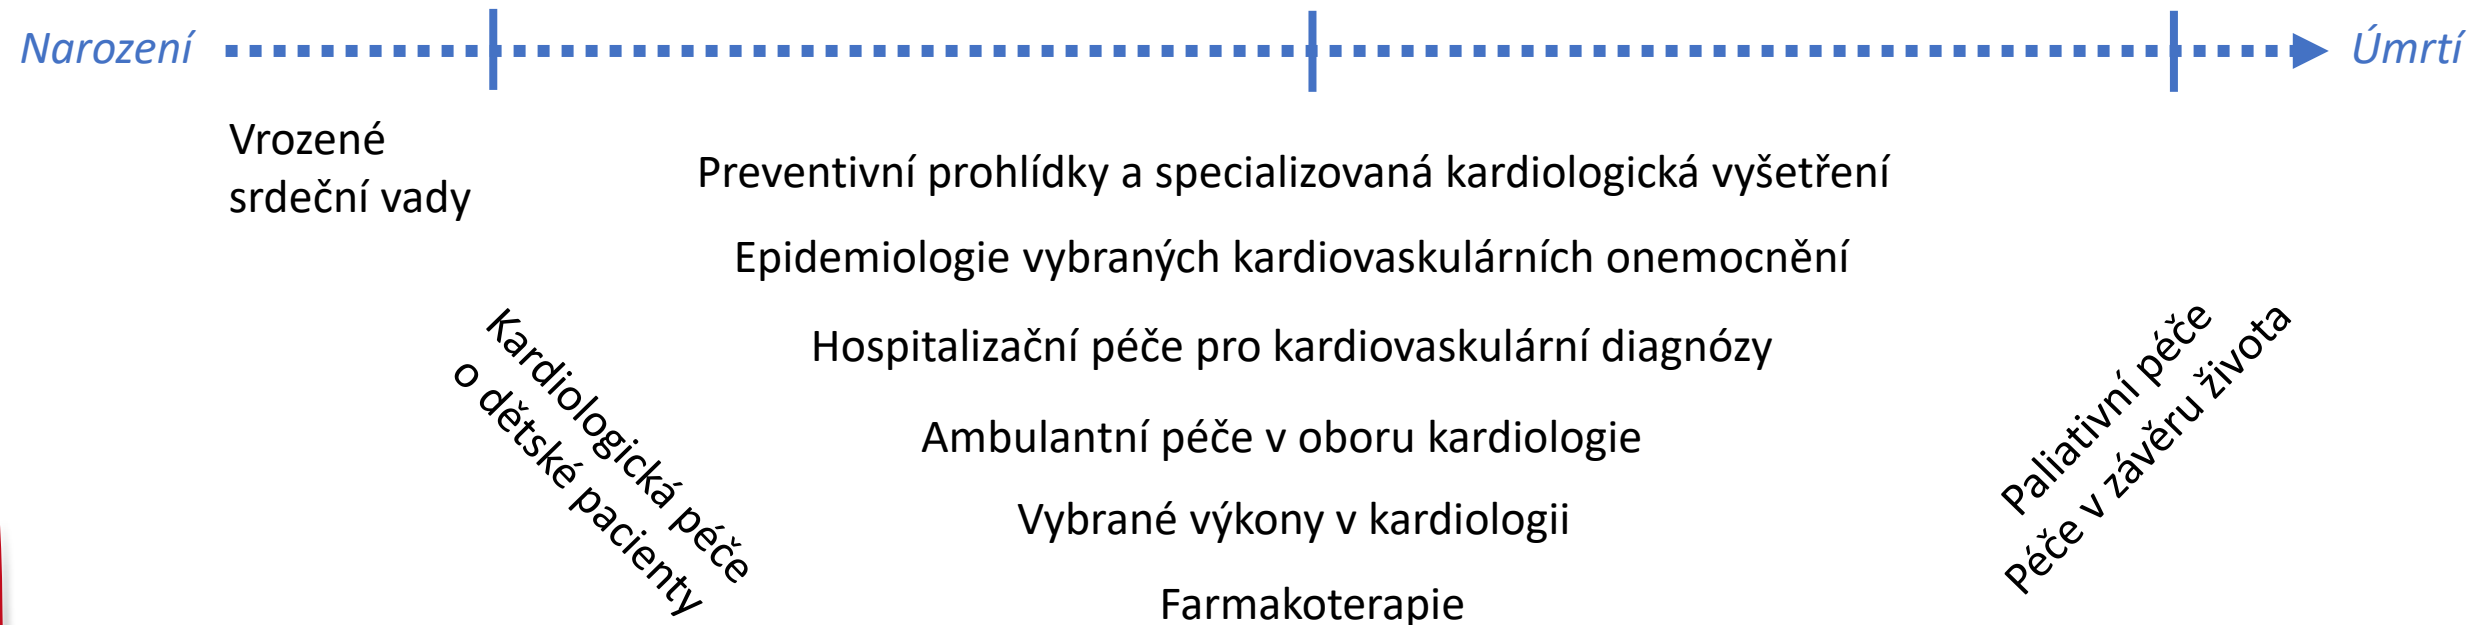 Narození
Úmrtí
Vrozené
srdeční vady
Preventivní prohlídky a specializovaná kardiologická vyšetření
Epidemiologie vybraných kardiovaskulárních onemocnění
Hospitalizační péče pro kardiovaskulární diagnózy
Ambulantní péče v oboru kardiologie
Vybrané výkony v kardiologii
Farmakoterapie
Kardiologická péče
o dětské pacienty
Paliativní péče
Péče v závěru života